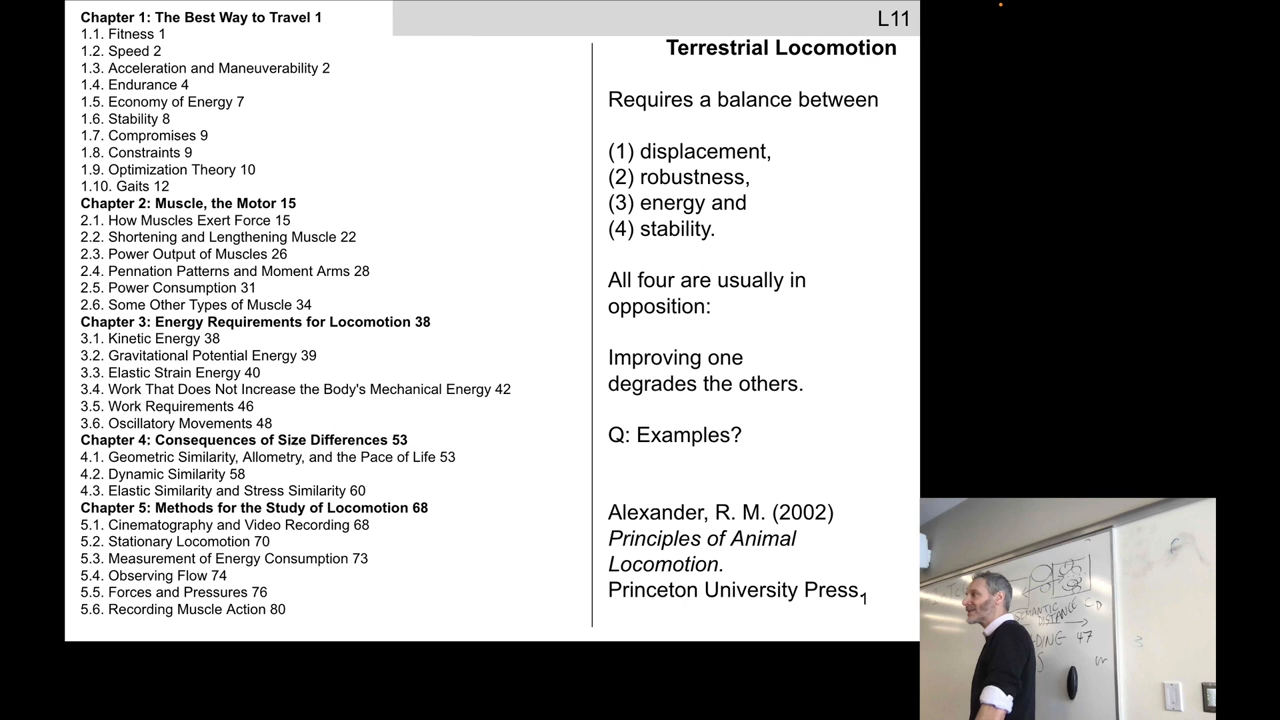 Chapter 1: The Best Way to Travel 1
1.1. Fitness 1
1.2. Speed 2
1.3. Acceleration and Maneuverability 2
1.4. Endurance 4
1.5. Economy of Energy 7
1.6. Stability 8
1.7. Compromises 9
1.8. Constraints 9
1.9. Optimization Theory 10
1.10. Gaits 12
Chapter 2: Muscle, the Motor 15
2.1. How Muscles Exert Force 15
2.2. Shortening and Lengthening Muscle 22
2.3. Power Output of Muscles 26
2.4. Pennation Patterns and Moment Arms 28
2.5. Power Consumption 31
2.6. Some Other Types of Muscle 34
Chapter 3: Energy Requirements for Locomotion 38
3.1. Kinetic Energy 38
3.2. Gravitational Potential Energy 39
3.3. Elastic Strain Energy 40
3.4. Work That Does Not Increase the Body's Mechanical Energy 42
3.5. Work Requirements 46
3.6. Oscillatory Movements 48
Chapter 4: Consequences of Size Differences 53
4.1. Geometric Similarity, Allometry, and the Pace of Life 53
4.2. Dynamic Similarity 58
4.3. Elastic Similarity and Stress Similarity 60
Chapter 5: Methods for the Study of Locomotion 68
5.1. Cinematography and Video Recording 68
5.2. Stationary Locomotion 70
5.3. Measurement of Energy Consumption 73
5.4. Observing Flow 74
5.5. Forces and Pressures 76
5.6. Recording Muscle Action 80
L11
Terrestrial Locomotion
Requires a balance between
(1) displacement,
(2) robustness,
(3) energy and
(4) stability.
All four are usually in
opposition:
Improving one
degrades the others.
Q: Examples?
Alexander, R. M. (2002)
Principles of Animal
Locomotion.
Princeton University Press.
1
SEMANTIC
DISTANCE
47